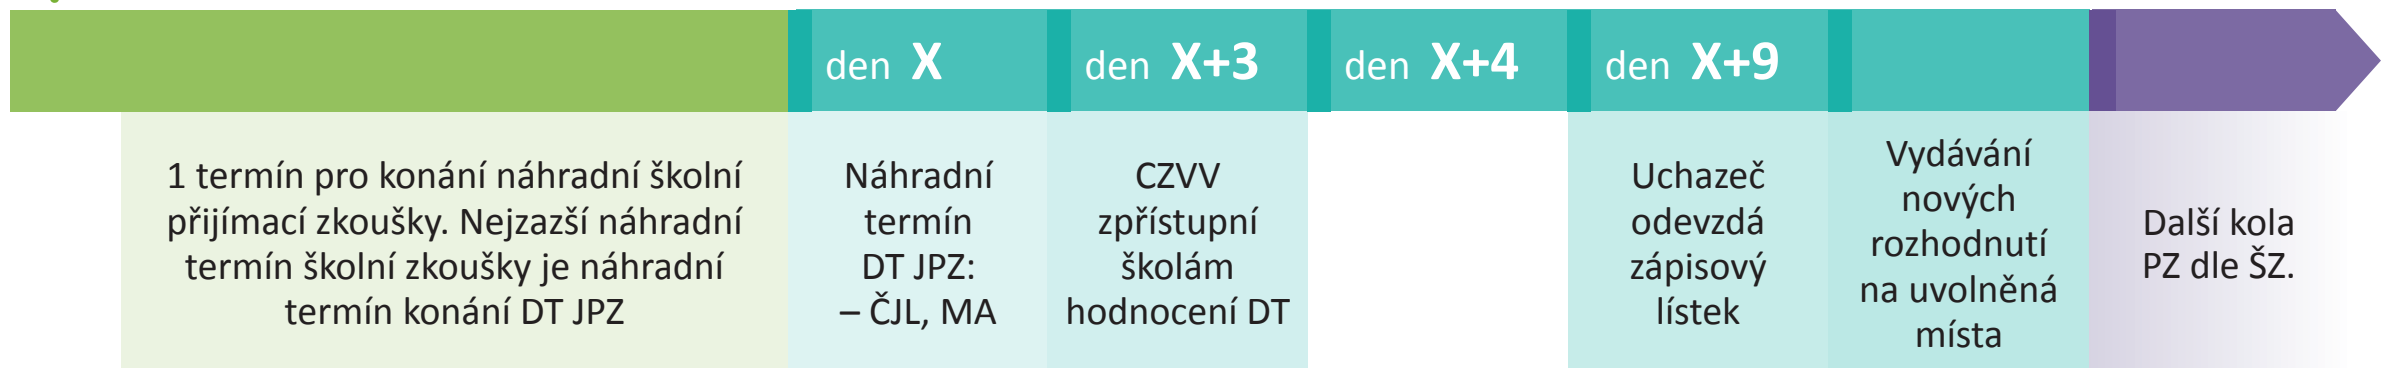 den X
den X+3
den X+4
den X+9
1 termín pro konání náhradní školní
přijímací zkoušky. Nejzazší náhradní
termín školní zkoušky je náhradní
termín konání DT JPZ
Náhradní
termín
DT JPZ:
– ČJL, MA
CZVV
zpřístupní
školám
hodnocení DT
Uchazeč
odevzdá
zápisový
lístek
Vydávání
nových
rozhodnutí
na uvolněná
místa
Další kola
PZ dle ŠZ.